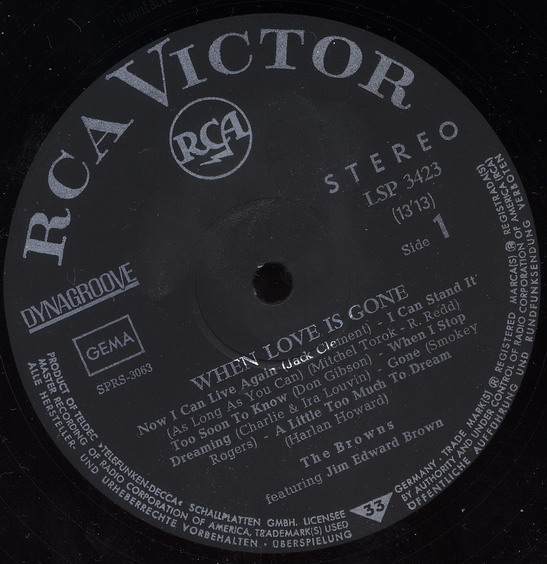 RCA VICTOR
RCA
STEREO
LSP 3423
(13'13)
Side 1
DYNAGROOVE
GEMA
SPRS-3063
WHEN LOVE IS GONE
Now I Can Live Again (Jack Clement) - I Can Stand It
(As Long As You Can) (Mitchel Torok - R. Redd)
Too Soon To Know (Don Gibson) - When I Stop
Dreaming (Charlie & Ira Louvin) - Gone (Smokey
Rogers) - A Little Too Much To Dream
(Harlan Howard)
The Browns
featuring Jim Edward Brown
PRODUCT OF TELDEC »TELEFUNKEN-DECCA« SCHALLPLATTEN GMBH. LICENSEE
MASTER RECORDING OF RADIO CORPORATION OF AMERICA, TRADEMARK(S) USED
ALLE HERSTELLER- UND URHEBERRECHTE VORBEHALTEN · ÜBERSPIELUNG
33
GERMANY. TRADE MARK(S) ® REGISTERED MARCA(S) ® REGISTRADA(S)
BY AUTHORITY AND UNDER CONTROL OF RADIO CORPORATION OF AMERICA (RCA)
ÖFFENTLICHE AUFFÜHRUNG UND RUNDFUNKSENDUNG VERBOTEN